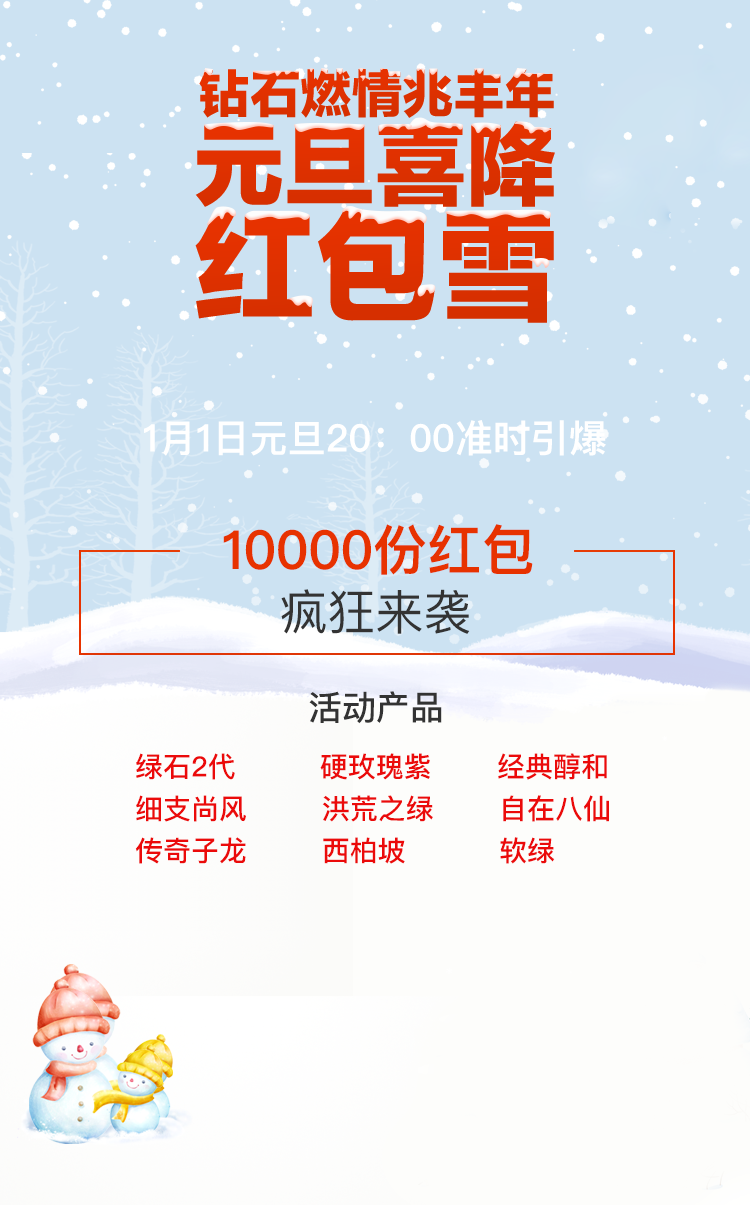 钻石燃情兆丰年
元旦喜降
红包雪
1月1日元旦20：00准时引爆
10000份红包
疯狂来袭
活动产品
绿石2代 硬玫瑰紫 经典醇和
细支尚风 洪荒之绿 自在八仙
传奇子龙 西柏坡 软绿